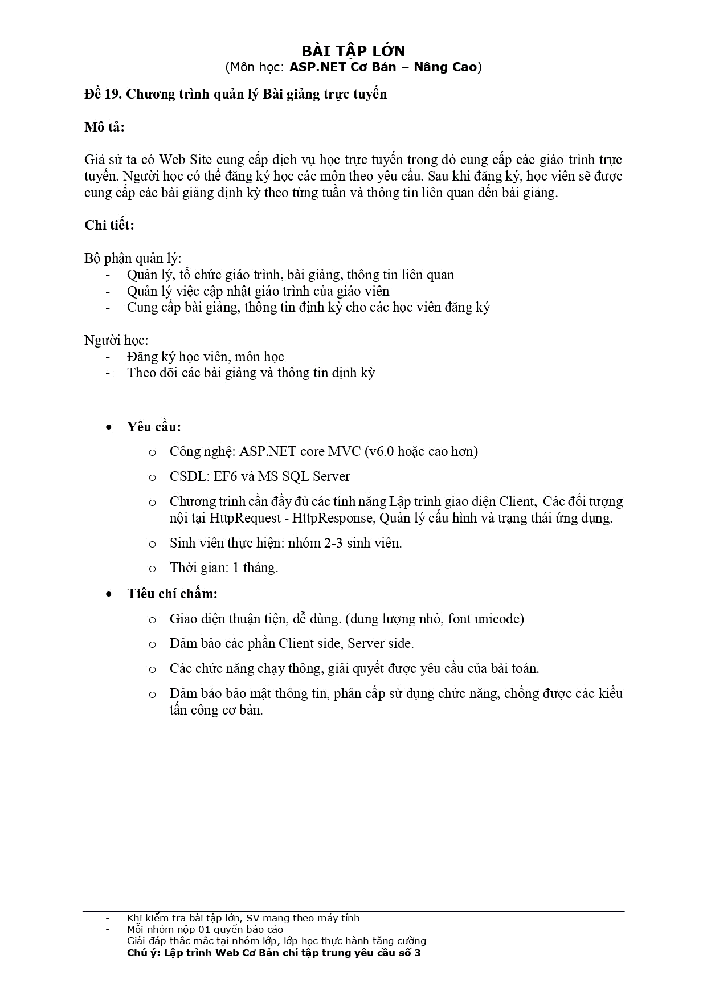 BÀI TẬP LỚN
(Môn học: ASP.NET Cơ Bản – Nâng Cao)
Đề 19. Chương trình quản lý Bài giảng trực tuyến
Mô tả:
Giả sử ta có Web Site cung cấp dịch vụ học trực tuyến trong đó cung cấp các giáo trình trực
tuyến. Người học có thể đăng ký học các môn theo yêu cầu. Sau khi đăng ký, học viên sẽ được
cung cấp các bài giảng định kỳ theo từng tuần và thông tin liên quan đến bài giảng.
Chi tiết:
Bộ phận quản lý:
- Quản lý, tổ chức giáo trình, bài giảng, thông tin liên quan
- Quản lý việc cập nhật giáo trình của giáo viên
- Cung cấp bài giảng, thông tin định kỳ cho các học viên đăng ký
Người học:
- Đăng ký học viên, môn học
- Theo dõi các bài giảng và thông tin định kỳ
• Yêu cầu:
o Công nghệ: ASP.NET core MVC (v6.0 hoặc cao hơn)
o CSDL: EF6 và MS SQL Server
o Chương trình cần đầy đủ các tính năng Lập trình giao diện Client, Các đối tượng
nội tại HttpRequest - HttpResponse, Quản lý cấu hình và trạng thái ứng dụng.
o Sinh viên thực hiện: nhóm 2-3 sinh viên.
o Thời gian: 1 tháng.
• Tiêu chí chấm:
o Giao diện thuận tiện, dễ dùng. (dung lượng nhỏ, font unicode)
o Đảm bảo các phần Client side, Server side.
o Các chức năng chạy thông, giải quyết được yêu cầu của bài toán.
o Đảm bảo bảo mật thông tin, phân cấp sử dụng chức năng, chống được các kiểu
tấn công cơ bản.
- Khi kiểm tra bài tập lớn, SV mang theo máy tính
- Mỗi nhóm nộp 01 quyển báo cáo
- Giải đáp thắc mắc tại nhóm lớp, lớp học thực hành tăng cường
- Chú ý: Lập trình Web Cơ Bản chỉ tập trung yêu cầu số 3